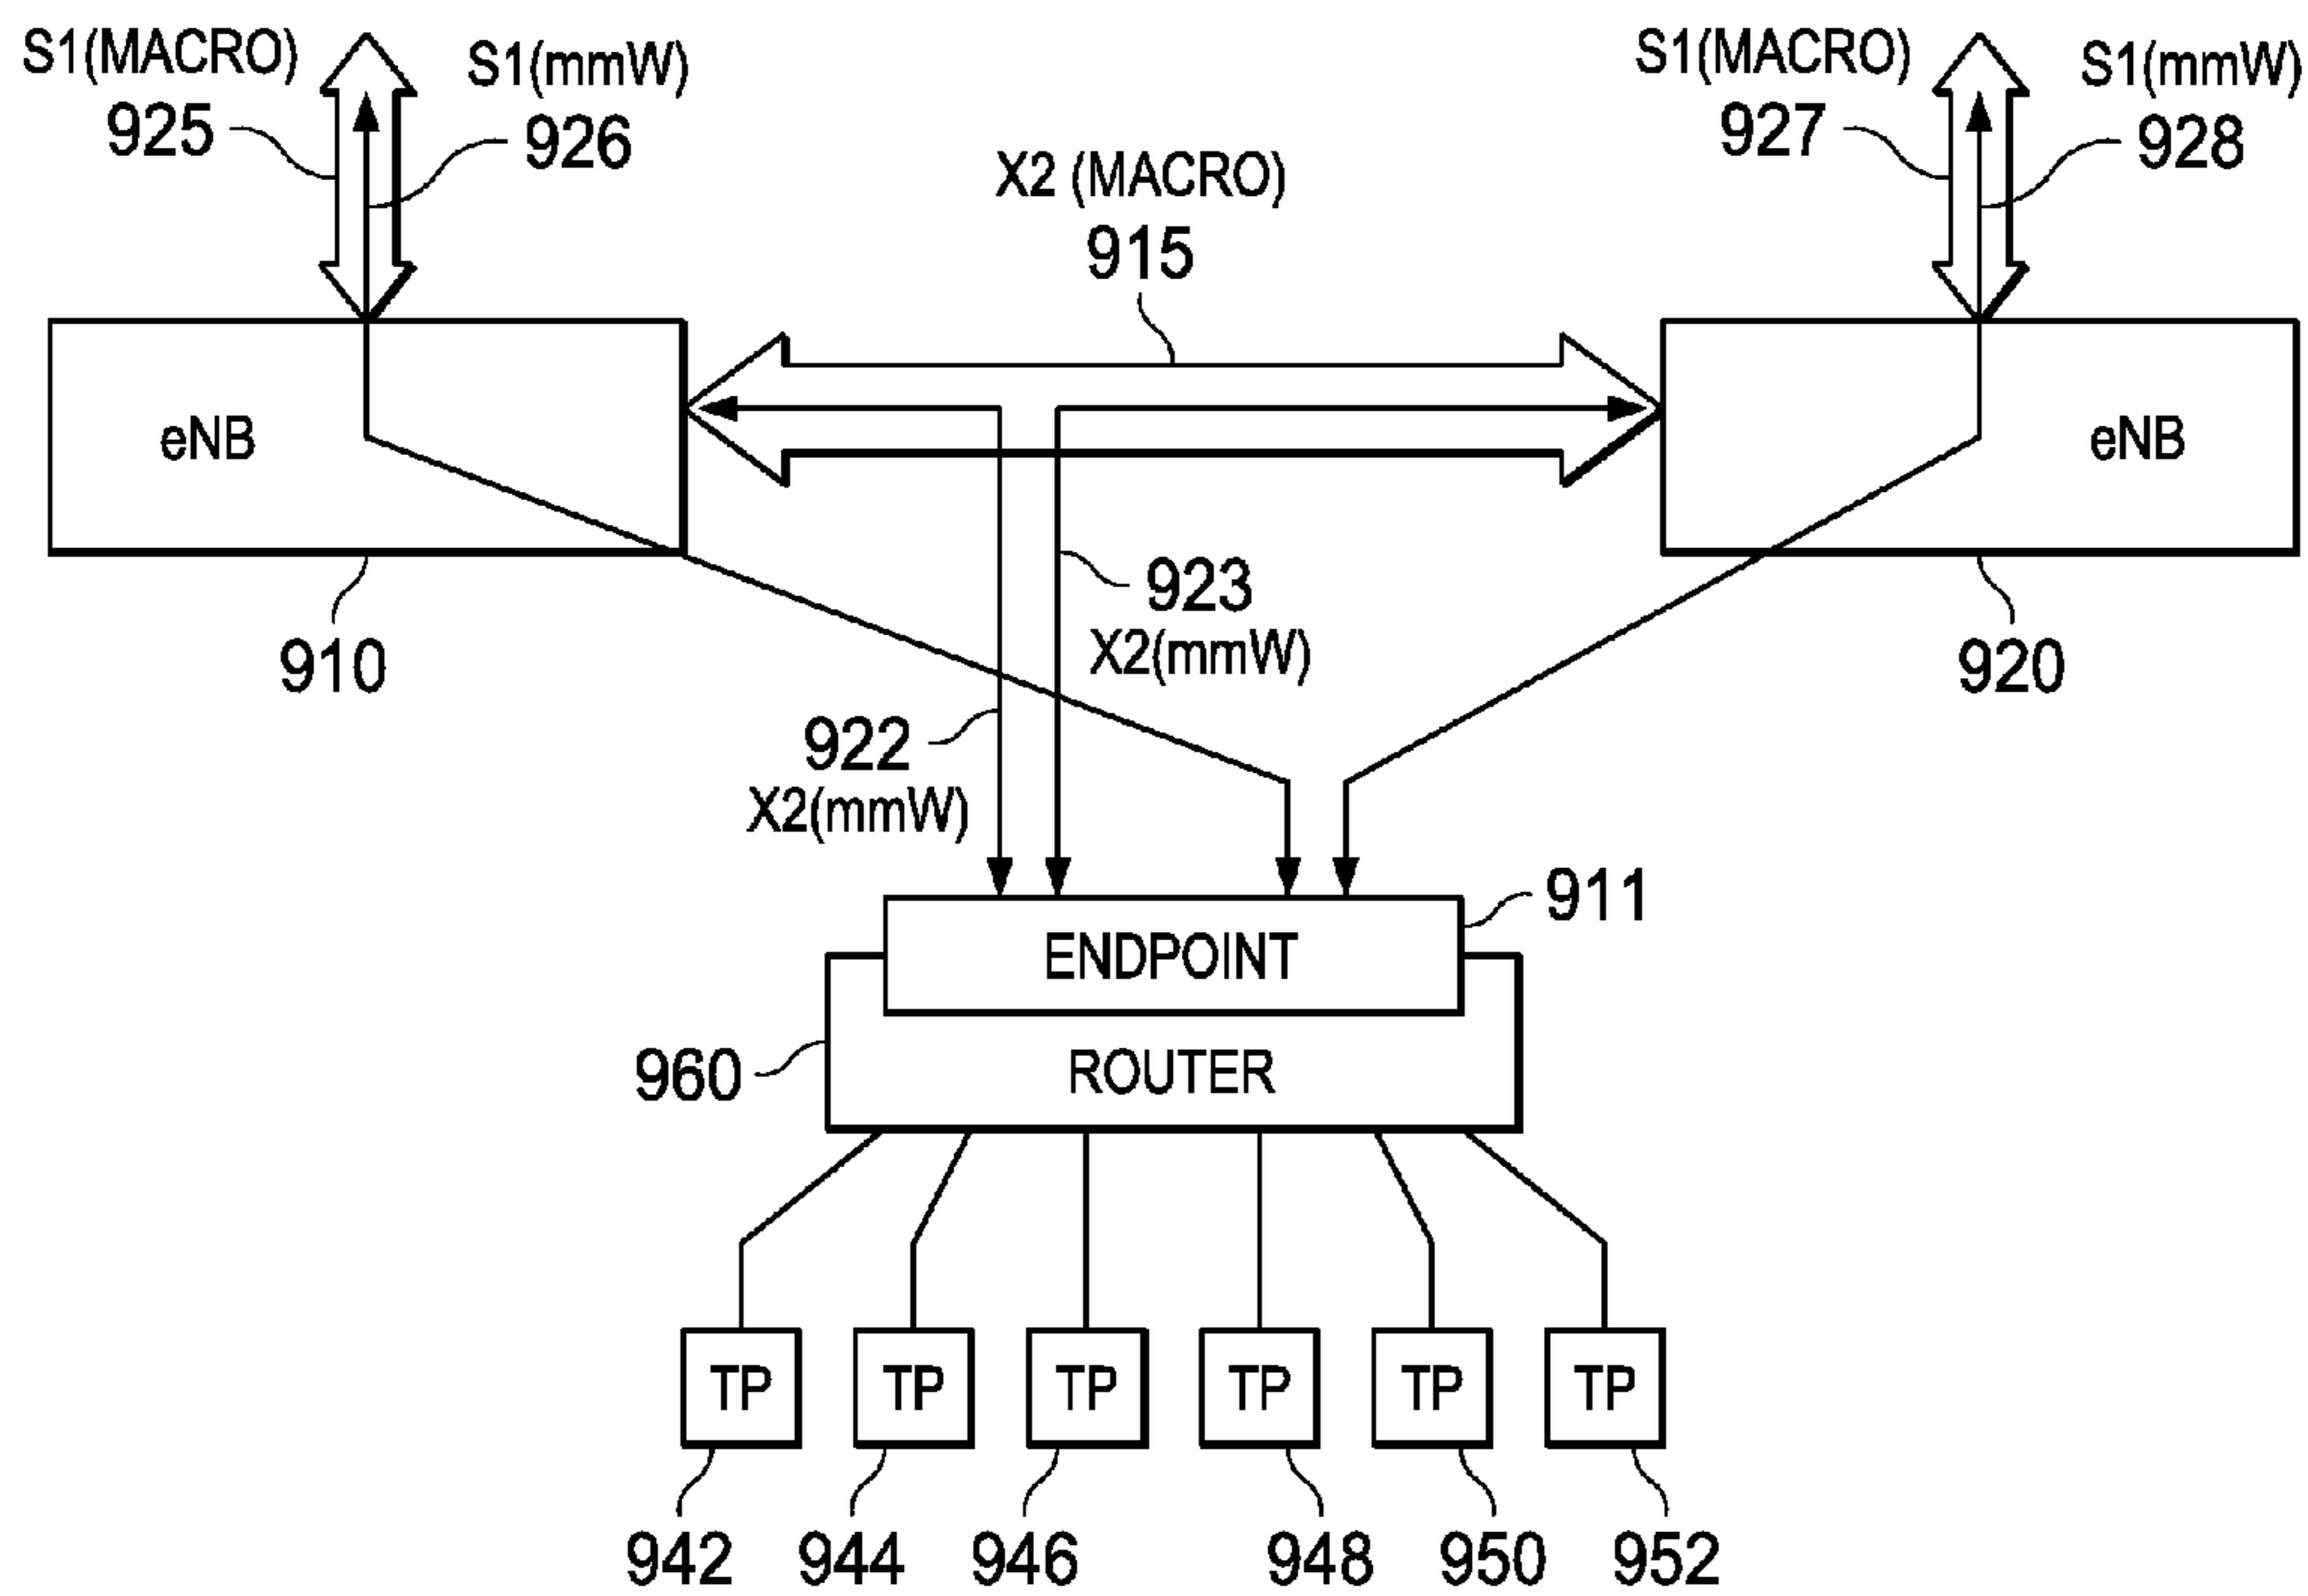 S1(MACRO)
925
S1(mmW)
926
S1(MACRO)
927
S1(mmW)
928
X2 (MACRO)
915
eNB
eNB
910
920
923
X2(mmW)
922
X2(mmW)
911
ENDPOINT
960
ROUTER
TP
TP
TP
TP
TP
TP
942
944
946
948
950
952